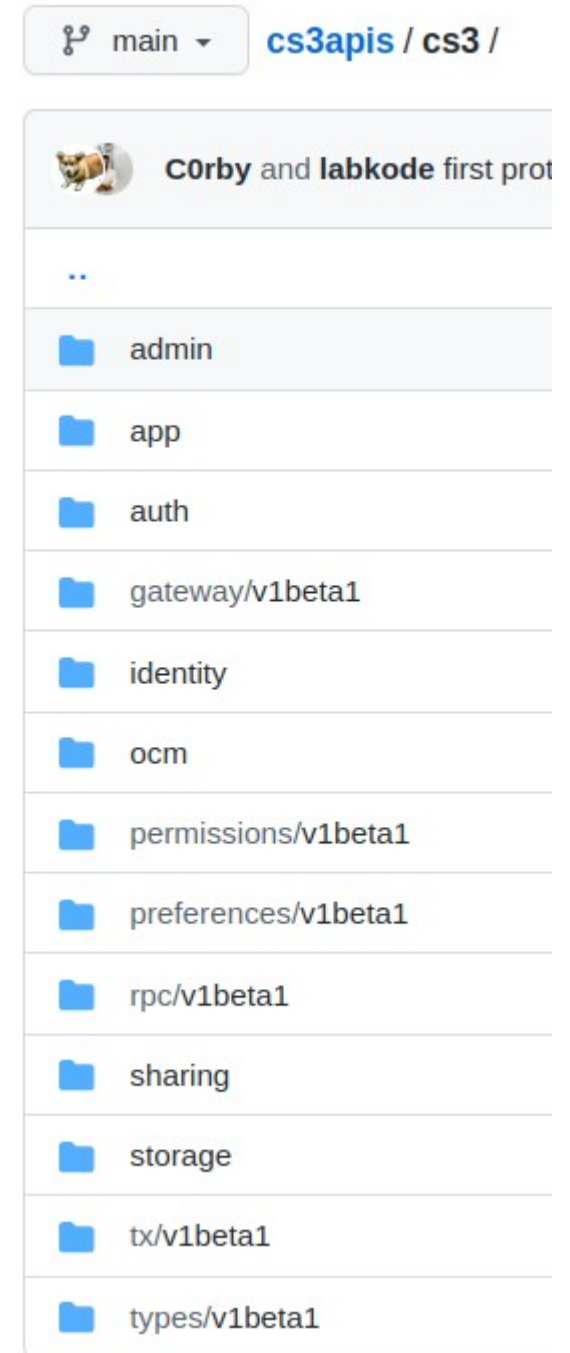 main cs3apis / cs3 /
C0rby and labkode first prot
..
admin
app
auth
gateway/v1beta1
identity
ocm
permissions/v1beta1
preferences/v1beta1
rpc/v1beta1
sharing
storage
tx/v1beta1
types/v1beta1